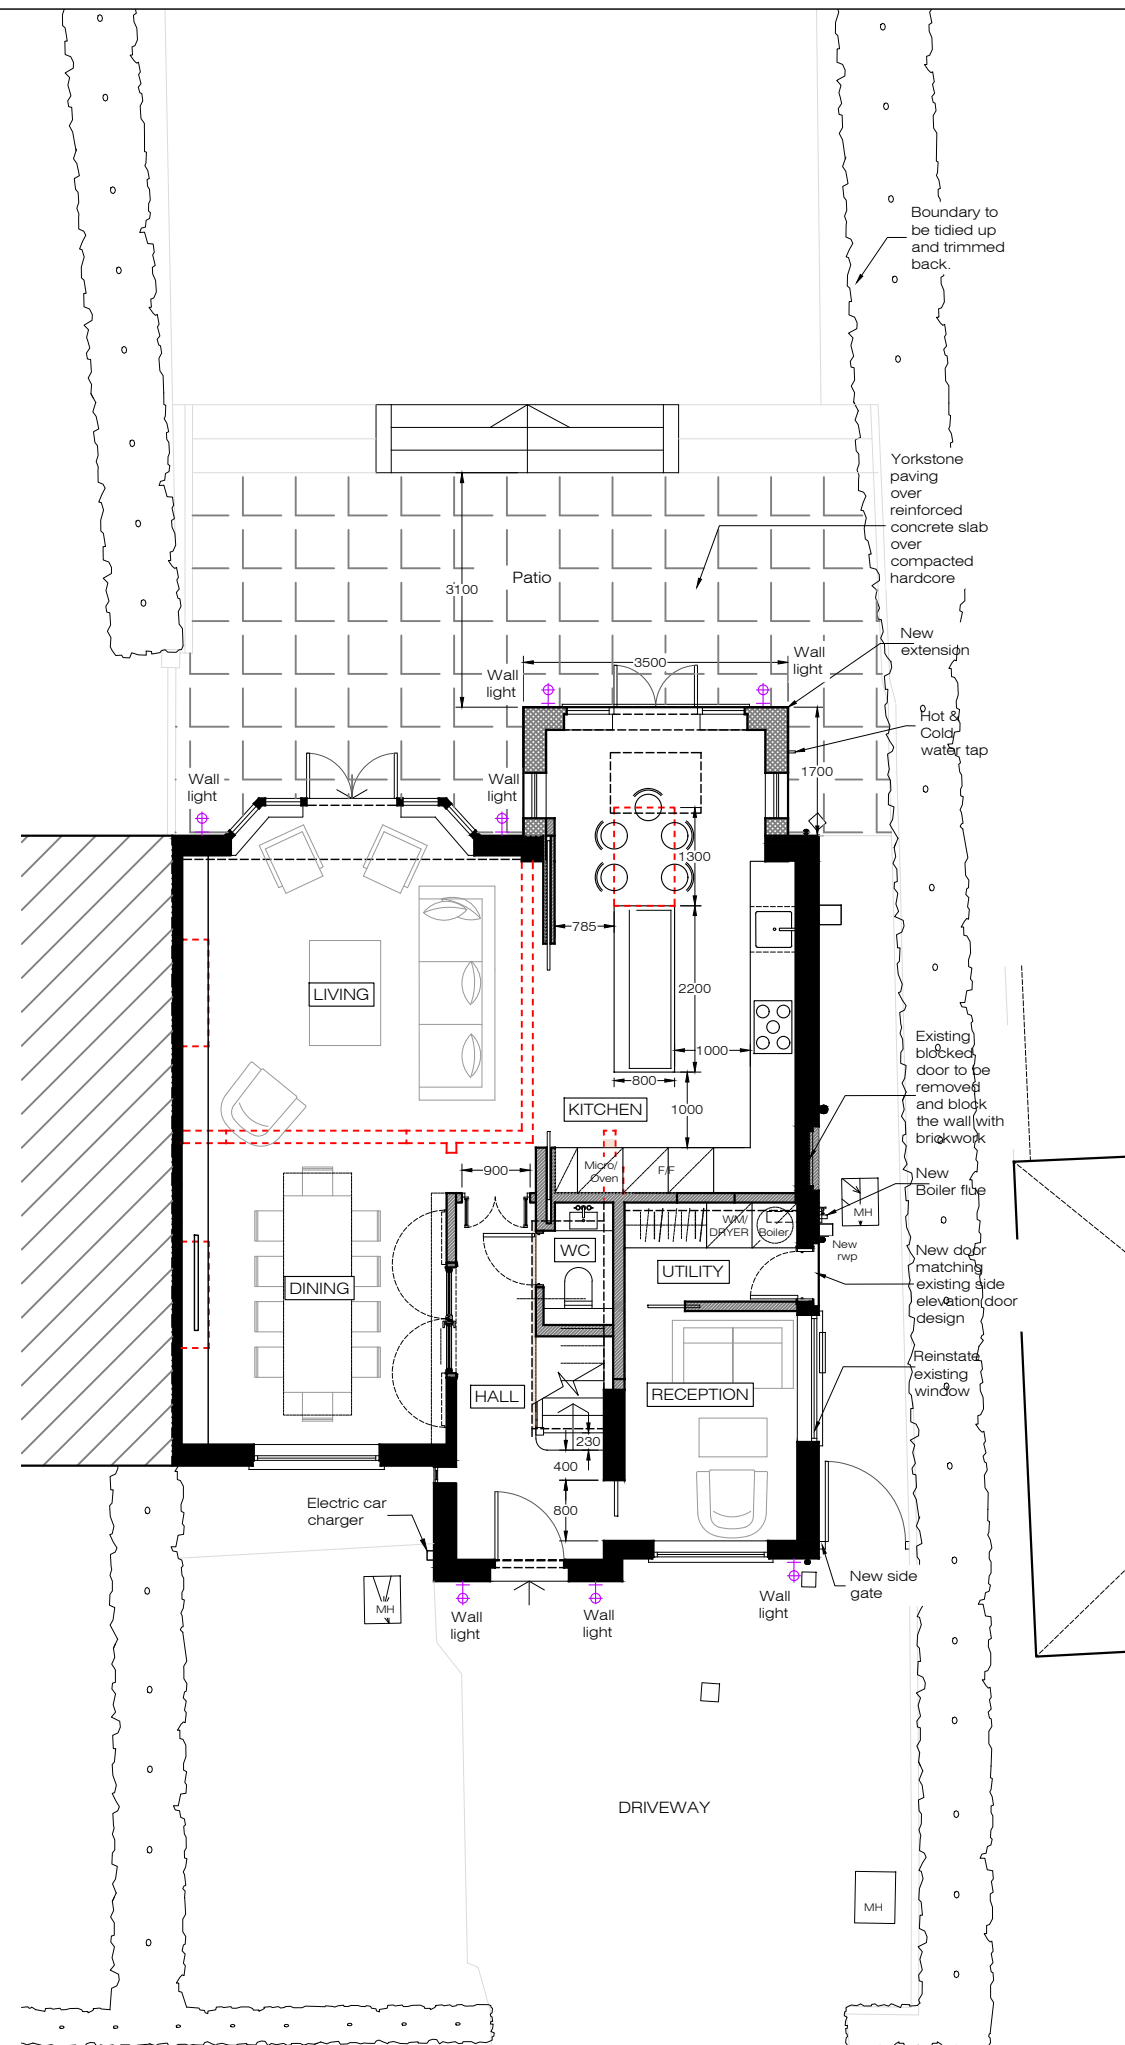 Boundary to
be tidied up
and trimmed
back.
Yorkstone
paving
over
reinforced
concrete slab
over
compacted
hardcore
Patio
3100
New
extension
3500
Wall
light
Wall
light
Hot &
Cold
water tap
1700
Wall
light
Wall
light
1300
785
LIVING
2200
1000
800
KITCHEN
1000
Existing
blocked
door to be
removed
and block
the wall with
brickwork
900
Micro/
Oven
F/F
New
Boiler flue
MH
WM/
DRYER
Boiler
New
rwp
WC
UTILITY
New door
matching
existing side
elevation door
design
DINING
Reinstate
existing
window
HALL
RECEPTION
230
400
800
Electric car
charger
New side
gate
MH
Wall
light
Wall
light
Wall
light
DRIVEWAY
MH